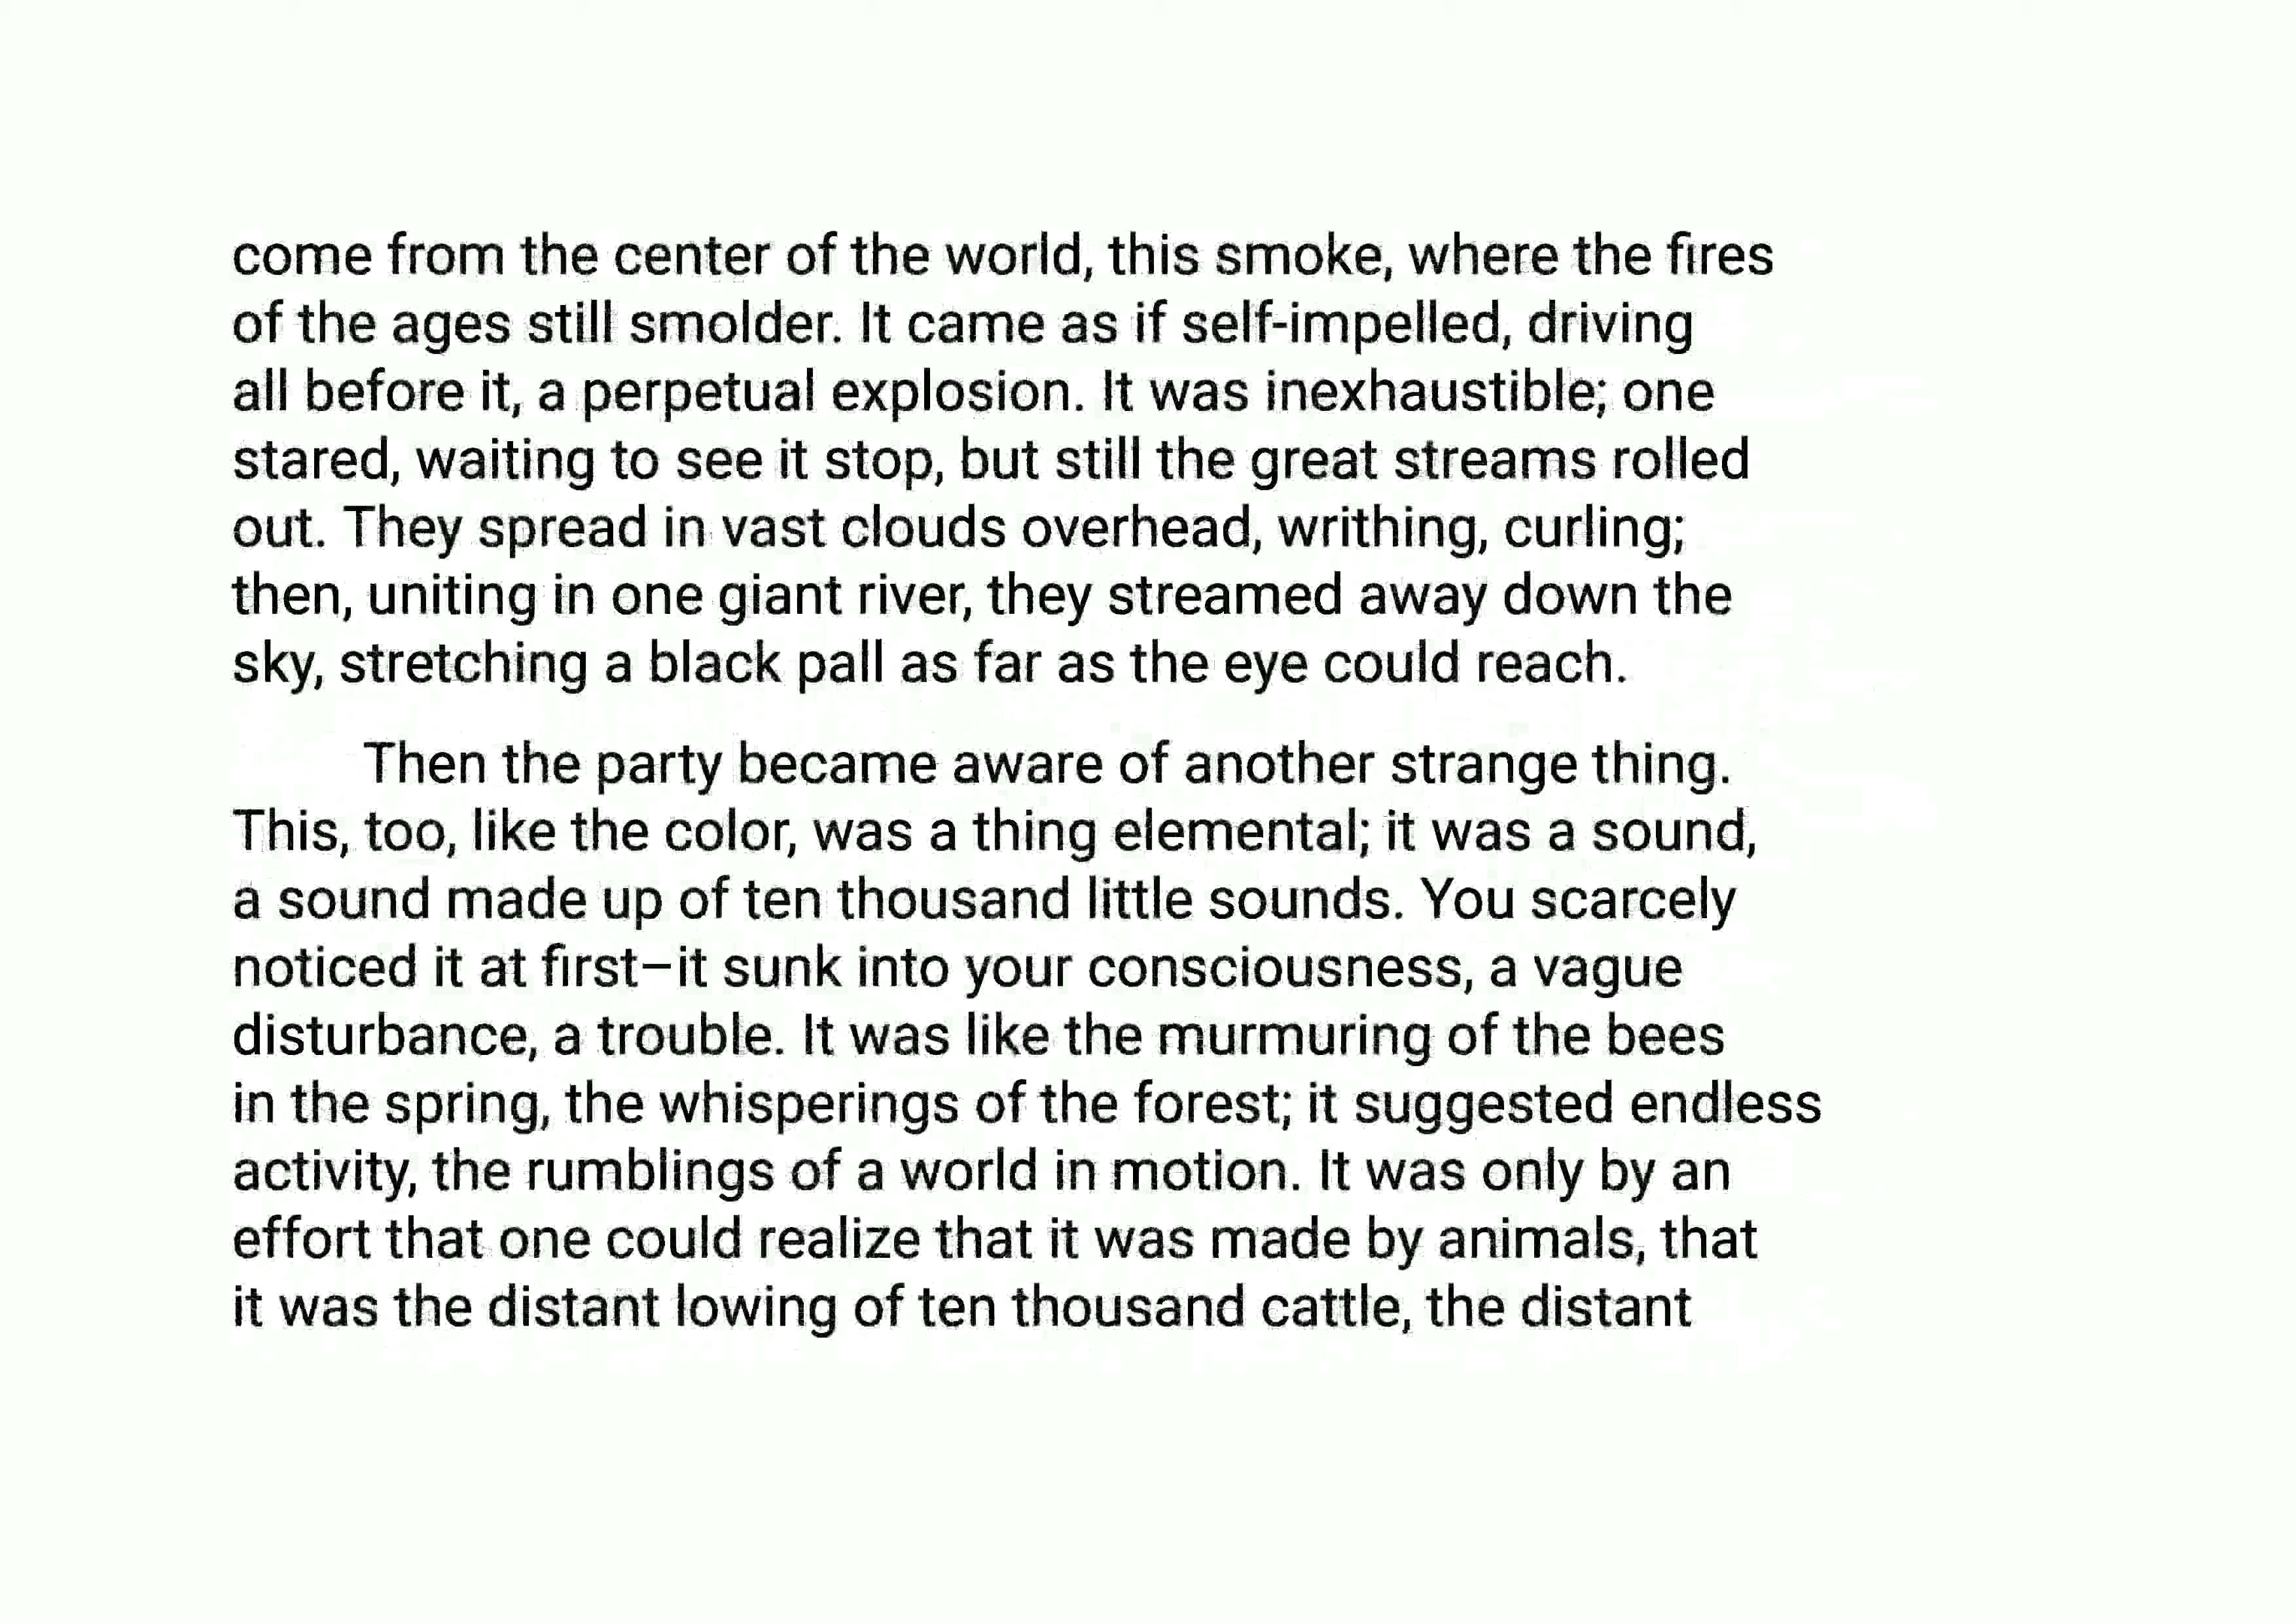 come from the center of the world, this smoke, where the fires
of the ages still smolder. It came as if self-impelled, driving
all before it, a perpetual explosion. It was inexhaustible; one
stared, waiting to see it stop, but still the great streams rolled
out. They spread in vast clouds overhead, writhing, curling;
then, uniting in one giant river, they streamed away down the
sky, stretching a black pall as far as the eye could reach.
Then the party became aware of another strange thing.
This, too, like the color, was a thing elemental; it was a sound,
a sound made up of ten thousand little sounds. You scarcely
noticed it at first–it sunk into your consciousness, a vague
disturbance, a trouble. It was like the murmuring of the bees
in the spring, the whisperings of the forest; it suggested endless
activity, the rumblings of a world in motion. It was only by an
effort that one could realize that it was made by animals, that
it was the distant lowing of ten thousand cattle, the distant